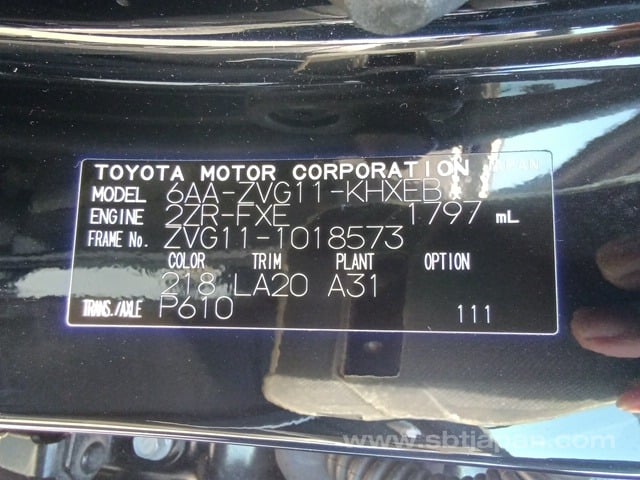 TOYOTA MOTOR CORPORATION JAPAN
MODEL 6AA-ZVG11-KHXEB
ENGINE 2ZR-FXE 1797 mL
FRAME No. ZVG11-1018573
COLOR TRIM PLANT OPTION
218 LA20 A31
TRANS./AXLE P610 111
www.sbtjapan.com